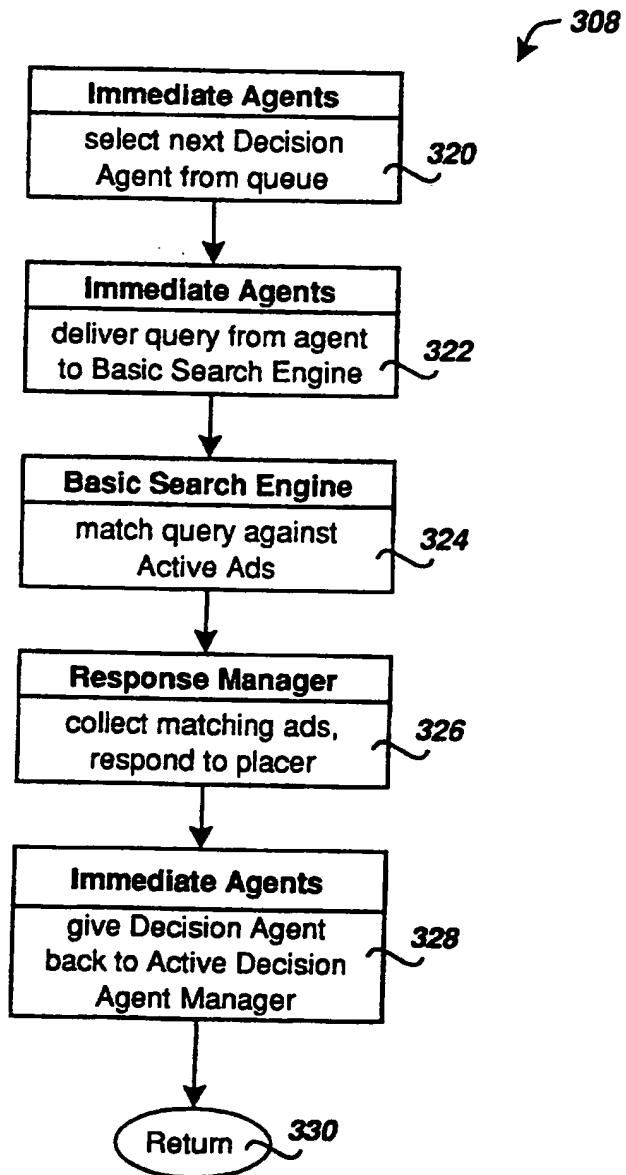 308
Immediate Agents
select next Decision
Agent from queue
320
Immediate Agents
deliver query from agent
to Basic Search Engine
322
Basic Search Engine
match query against
Active Ads
324
Response Manager
collect matching ads,
respond to placer
326
Immediate Agents
give Decision Agent
back to Active Decision
Agent Manager
328
Return
330